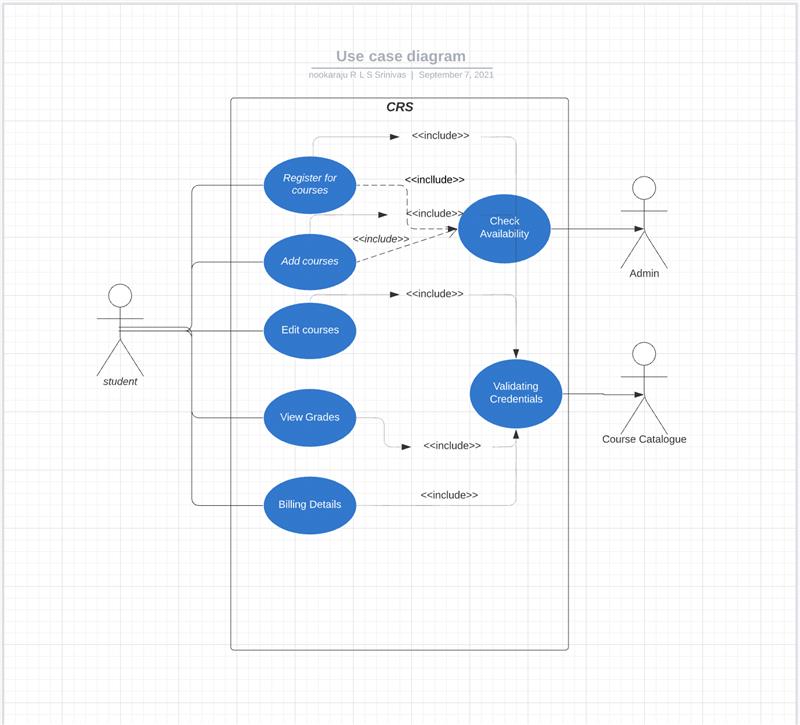 Use case diagram
nookaraju R L S Srinivas | September 7, 2021
CRS
<<include>>
Register for
courses
<<incllude>>
<<include>>
Check
Availability
<<include>>
Add courses
Admin
<<include>>
Edit courses
student
Validating
Credentials
View Grades
Course Catalogue
<<include>>
<<include>>
Billing Details